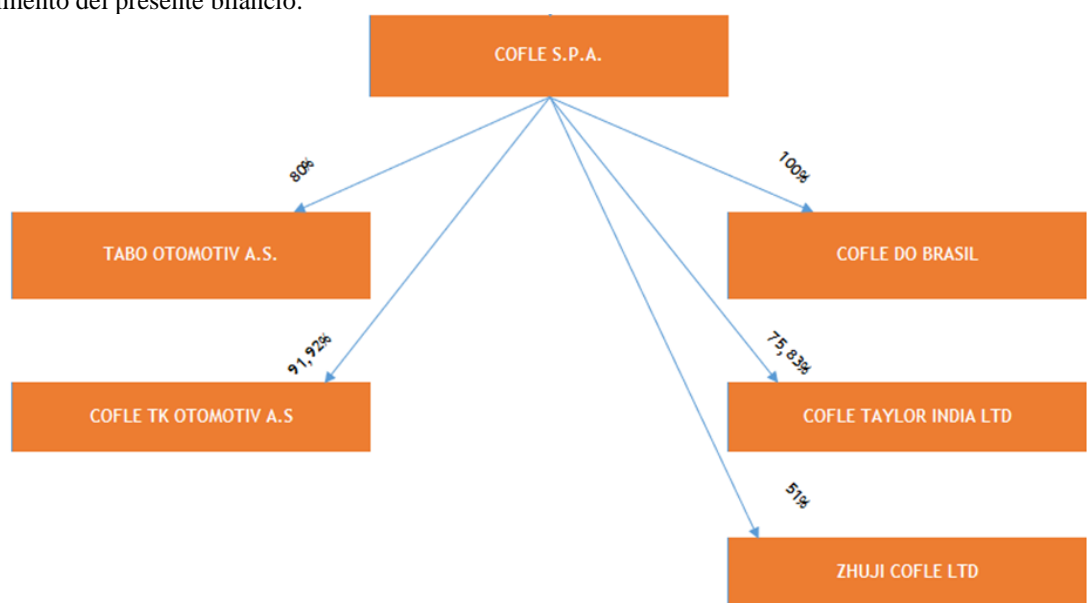 del presente bilancio.
COFLE S.P.A.
80%
100%
TABO OTOMOTIV A.S.
COFLE DO BRASIL
91,92%
75,83%
COFLE TK OTOMOTIV A.S
COFLE TAYLOR INDIA LTD
51%
ZHUJI COFLE LTD